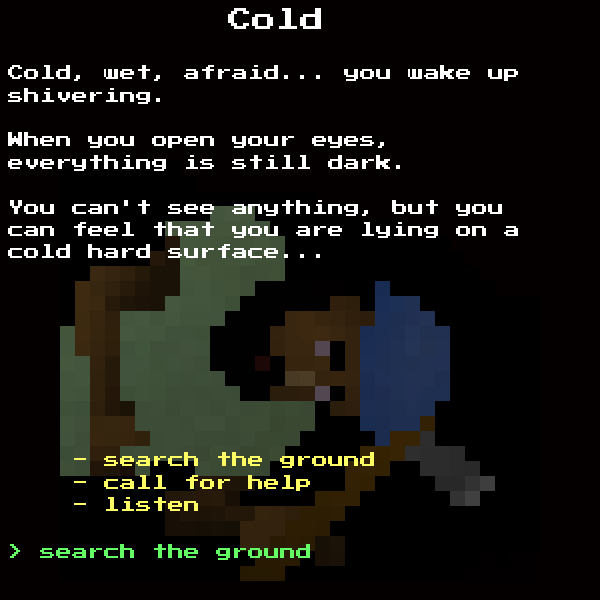 Cold
Cold, wet, afraid... you wake up
shivering.
When you open your eyes,
everything is still dark.
You can't see anything, but you
can feel that you are lying on a
cold hard surface...
- search the ground
- call for help
- listen
> search the ground